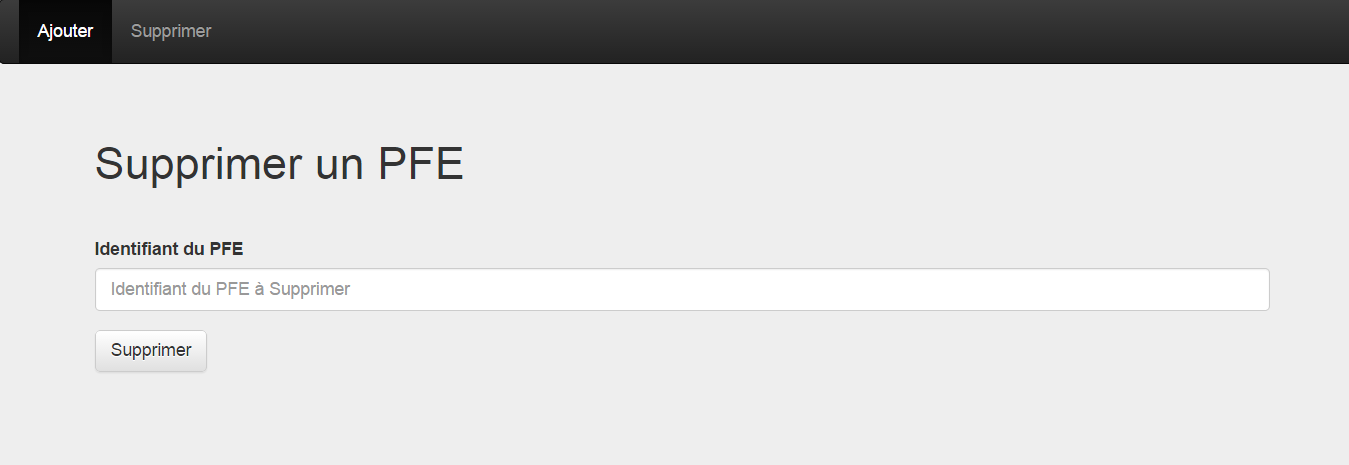 Ajouter Supprimer
Supprimer un PFE
Identifiant du PFE
Identifiant du PFE à Supprimer
Supprimer